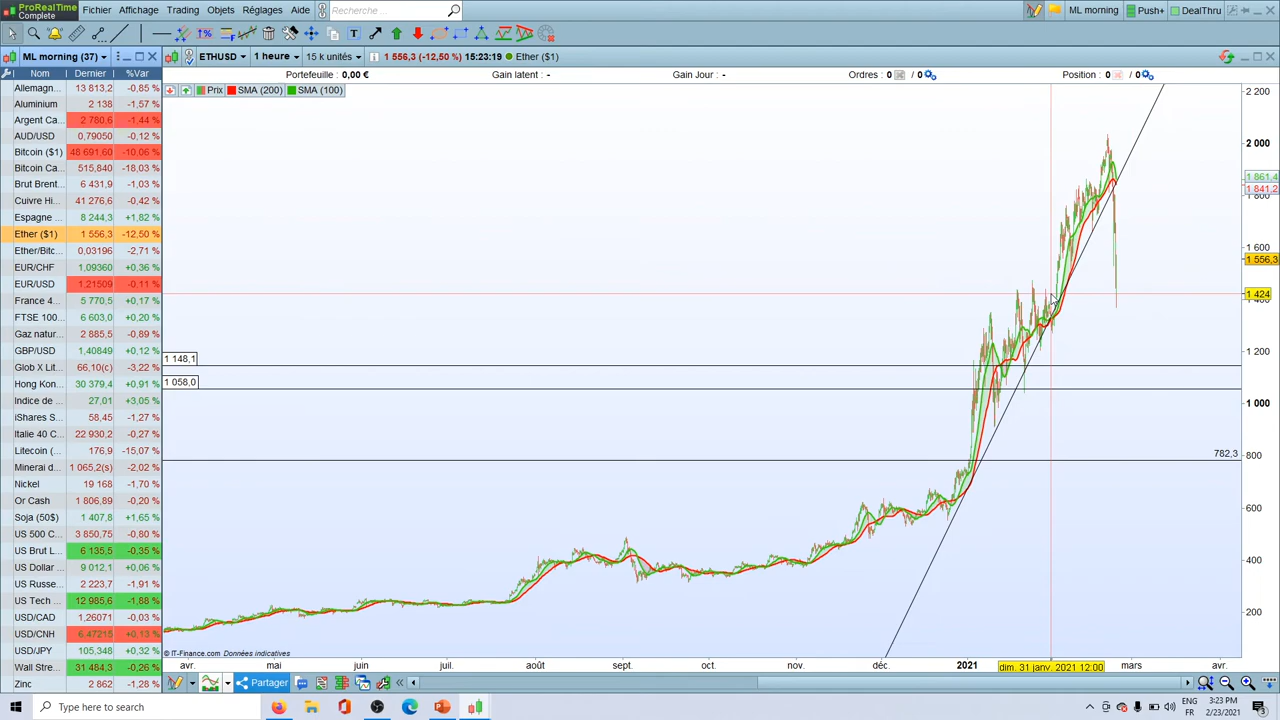 ProRealTime Complete
Fichier Affichage Trading Objets Réglages Aide Recherche ... ML morning Push+ DealThru
ML morning (37) ETHUSD 1 heure 15 k unités 1 556,3 (-12,50 %) 15:23:19 Ether ($1)
Nom Dernier %Var Portefeuille : 0,00 € Gain latent : - Gain Jour : - Ordres : 0 / 0 Position : 0 / 0
Prix SMA (200) SMA (100)
Allemagn... 13 813,2 -0,85 %
Aluminium 2 138 -1,57 %
Argent Ca... 2 780,6 -1,44 %
AUD/USD 0,79050 -0,12 %
Bitcoin ($1) 48 691,60 -10,06 %
Bitcoin Ca... 515,840 -18,03 %
Brut Brent... 6 431,9 -1,03 %
Cuivre Hi... 41 276,6 -0,42 %
Espagne ... 8 244,3 +1,82 %
Ether ($1) 1 556,3 -12,50 %
Ether/Bitc... 0,03196 -2,71 %
EUR/CHF 1,09360 +0,36 %
EUR/USD 1,21509 -0,11 %
France 4... 5 770,5 +0,17 %
FTSE 100... 6 603,0 +0,20 %
Gaz natur... 2 885,5 -0,89 %
GBP/USD 1,40849 +0,12 %
Glob X Lit... 66,10(c) -3,22 %
Hong Kon... 30 379,4 +0,91 %
Indice de ... 27,01 +3,05 %
iShares S... 58,45 -1,27 %
Italie 40 C... 22 930,2 -0,27 %
Litecoin (... 176,9 -15,07 %
Minerai d... 1 065,2(s) -2,02 %
Nickel 19 168 -1,70 %
Or Cash 1 806,89 -0,20 %
Soja (50$) 1 407,8 +1,65 %
US 500 C... 3 850,75 -0,80 %
US Brut L... 6 135,5 -0,35 %
US Dollar ... 9 012,1 +0,06 %
US Russe... 2 223,7 -1,91 %
US Tech ... 12 985,6 -1,88 %
USD/CAD 1,26071 -0,03 %
USD/CNH 6,47215 +0,13 %
USD/JPY 105,348 +0,32 %
Wall Stre... 31 484,3 -0,26 %
Zinc 2 862 -1,28 %
1 148,1
1 058,0
782,3
2 200
2 000
1 861,4
1 841,2
1 600
1 556,3
1 424
1 200
1 000
800
600
400
200
© IT-Finance.com Données indicatives
avr. mai juin juil. août sept. oct. nov. déc. 2021 dim. 31 janv. 2021 12:00 mars avr.
Partager
Type here to search
ENG 3:23 PM
FR 2/23/2021
3